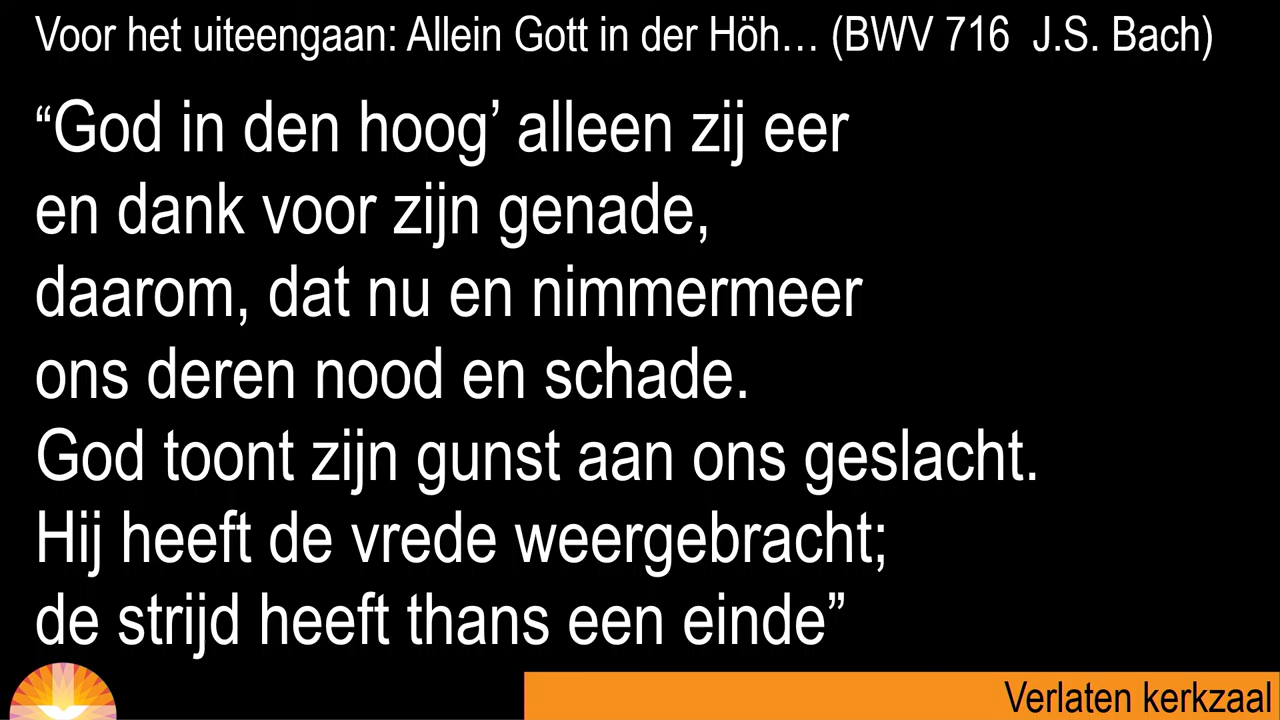 Voor het uiteengaan: Allein Gott in der Höh… (BWV 716  J.S. Bach)
“God in den hoog’ alleen zij eer
en dank voor zijn genade,
daarom, dat nu en nimmermeer
ons deren nood en schade.
God toont zijn gunst aan ons geslacht.
Hij heeft de vrede weergebracht;
de strijd heeft thans een einde”
Verlaten kerkzaal